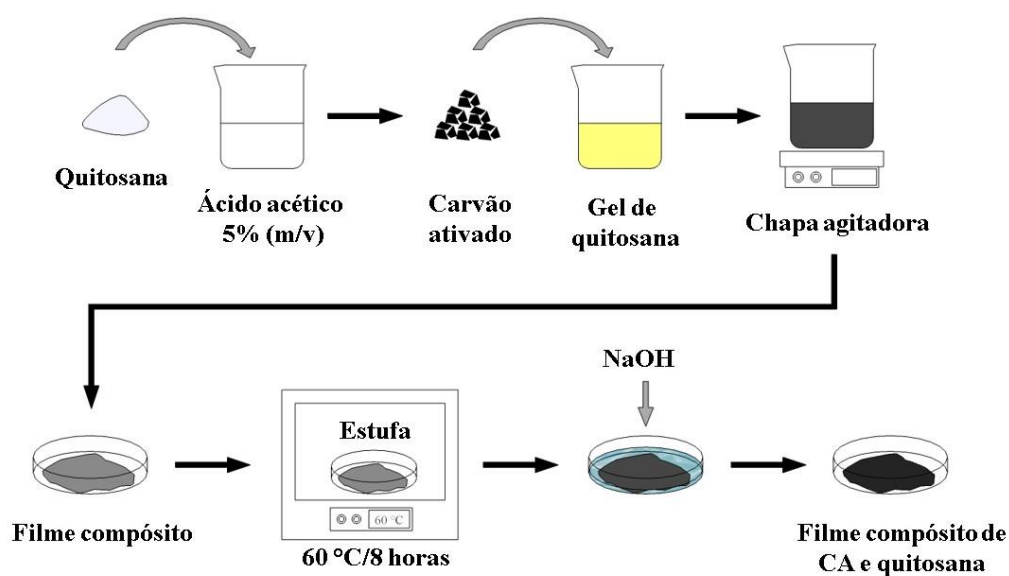 Quitosana
Ácido acético
5% (m/v)
Carvão
ativado
Gel de
quitosana
Chapa agitadora
NaOH
Estufa
60 °C
Filme compósito
60 °C/8 horas
Filme compósito de
CA e quitosana